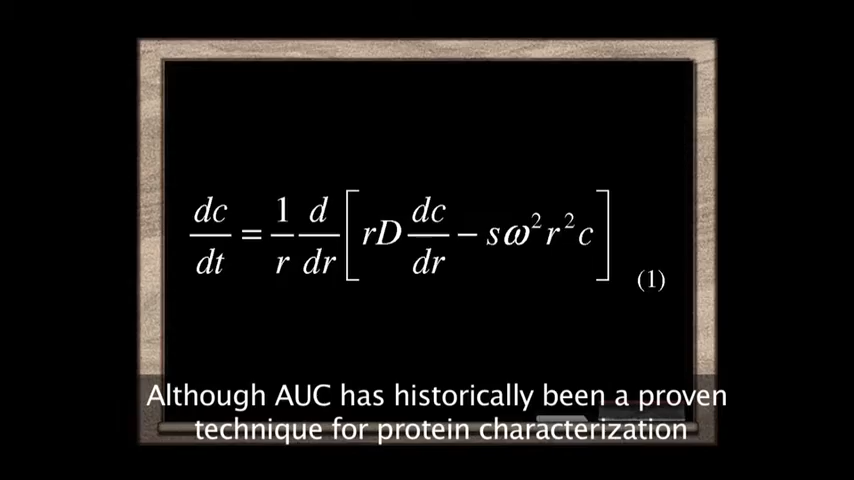 dc/dt = 1/r d/dr [ rD dc/dr − sω²r²c ] (1)
Although AUC has historically been a proven
technique for protein characterization